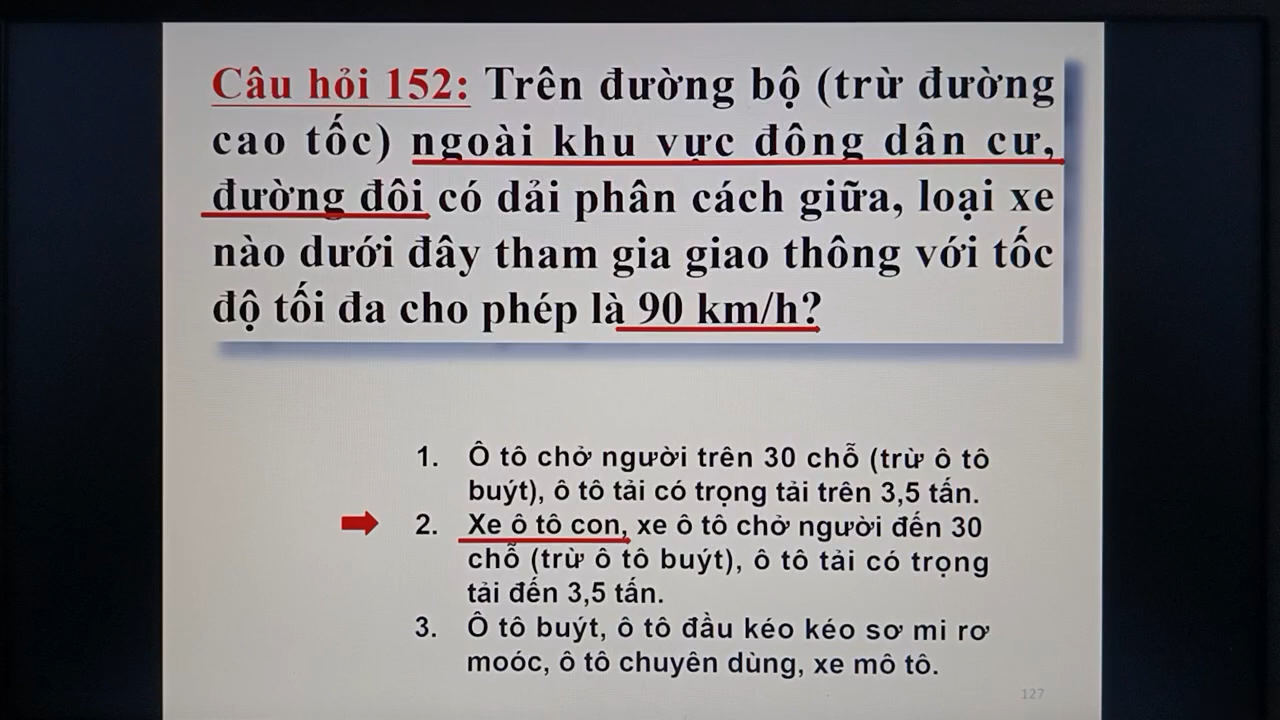 Câu hỏi 152: Trên đường bộ (trừ đường
cao tốc) ngoài khu vực đông dân cư,
đường đôi có dải phân cách giữa, loại xe
nào dưới đây tham gia giao thông với tốc
độ tối đa cho phép là 90 km/h?
1. Ô tô chở người trên 30 chỗ (trừ ô tô
buýt), ô tô tải có trọng tải trên 3,5 tấn.
2. Xe ô tô con, xe ô tô chở người đến 30
chỗ (trừ ô tô buýt), ô tô tải có trọng
tải đến 3,5 tấn.
3. Ô tô buýt, ô tô đầu kéo kéo sơ mi rơ
moóc, ô tô chuyên dùng, xe mô tô.
127